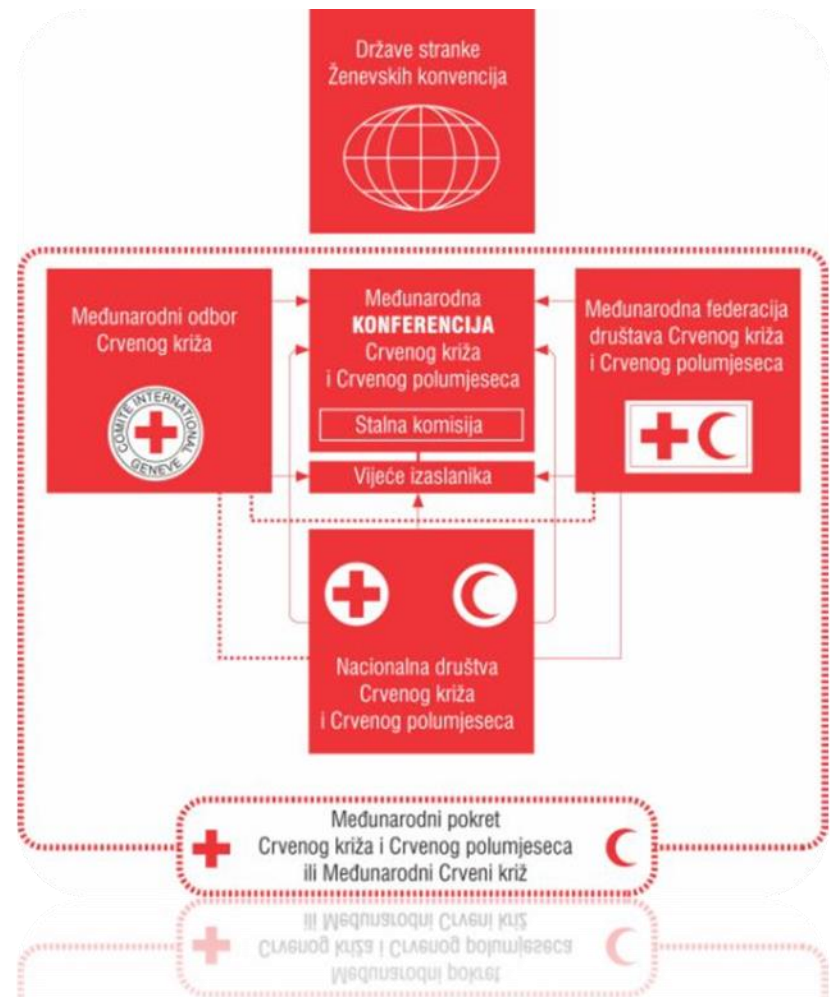 Države stranke
Ženevskih konvencija
Međunarodni odbor
Crvenog križa
COMITE INTERNATIONAL
GENEVE
Međunarodna
KONFERENCIJA
Crvenog križa
i Crvenog polumjeseca
Stalna komisija
Vijeće izaslanika
Međunarodna federacija
društava Crvenog križa
i Crvenog polumjeseca
Nacionalna društva
Crvenog križa
i Crvenog polumjeseca
Međunarodni pokret
Crvenog križa i Crvenog polumjeseca
ili Međunarodni Crveni križ